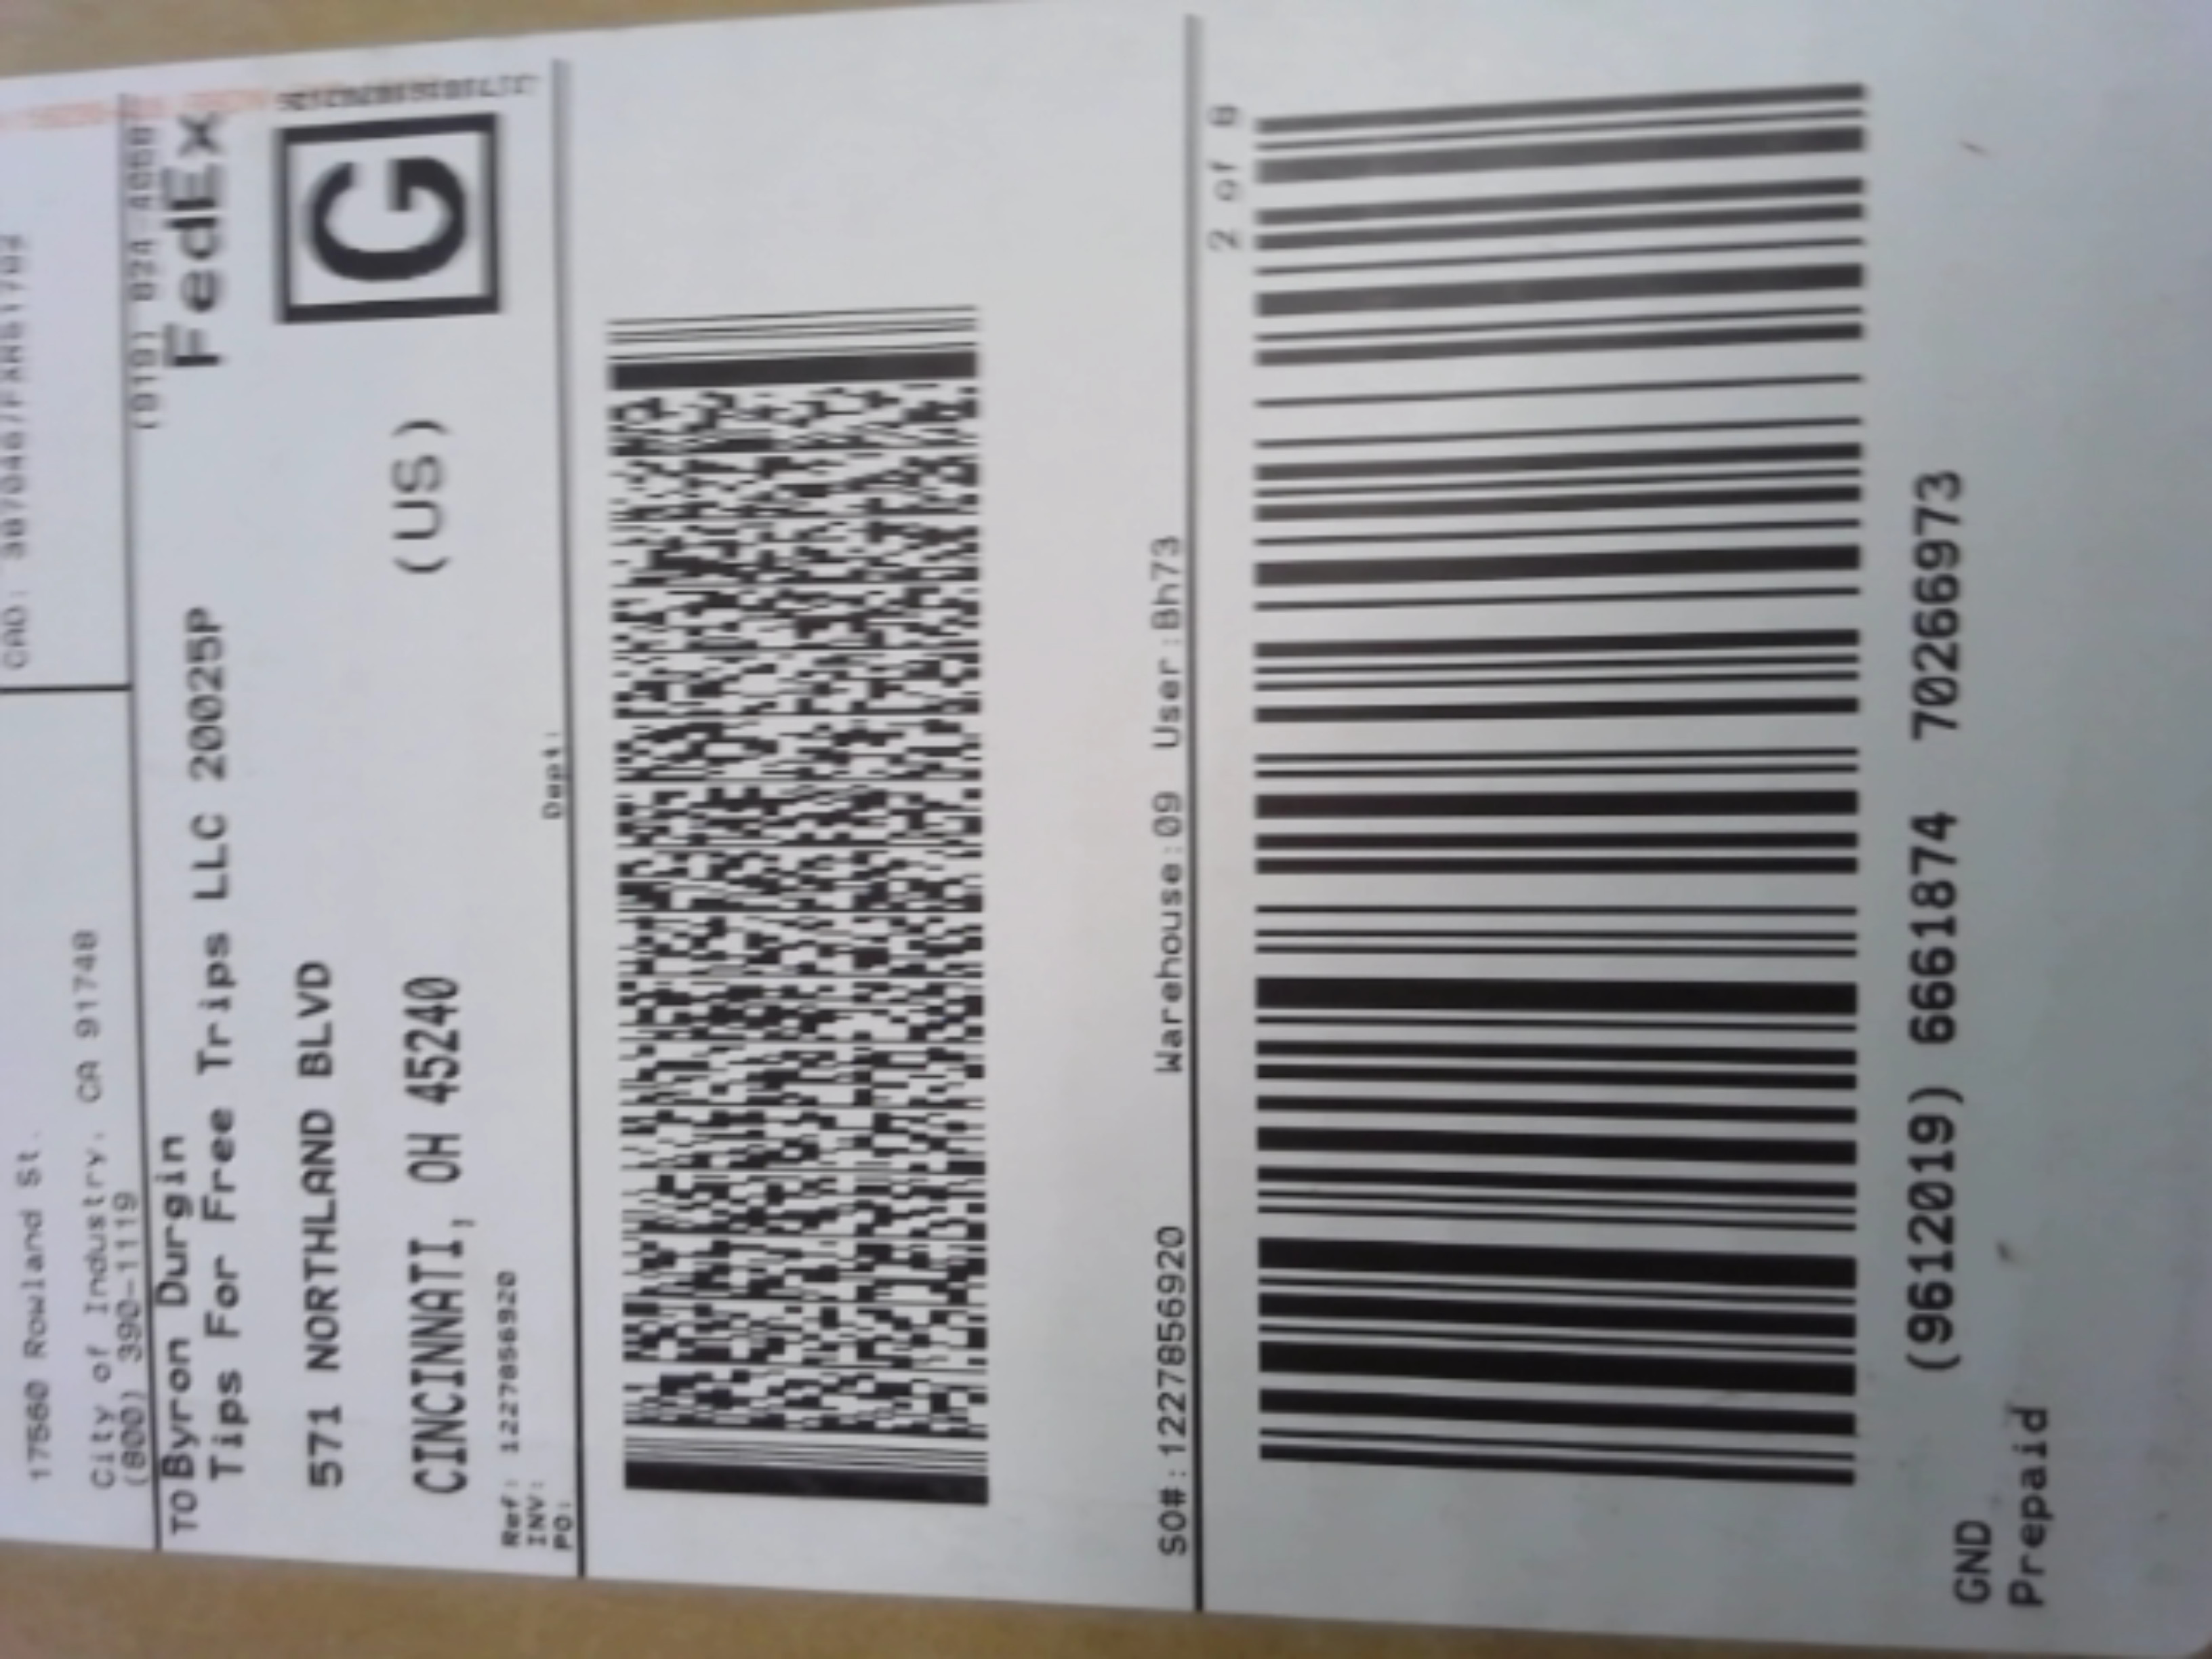 17560 Rowland St.
City of Industry, CA 91748
(800) 390-1119
TO Byron Durgin
Tips For Free Trips LLC 20025P
571 NORTHLAND BLVD
CINCINNATI, OH 45240
(US)
FedEx
G
Ref: 1227856920
INV:
PO:
Dept:
SO#:1227856920 Warehouse:09 User:Bh73
2 of 8
(9612019) 6661874 70266973
GND
Prepaid